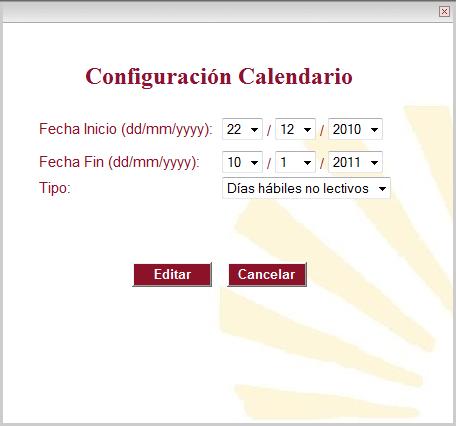 Configuración Calendario
Fecha Inicio (dd/mm/yyyy): 22 / 12 / 2010
Fecha Fin (dd/mm/yyyy): 10 / 1 / 2011
Tipo: Días hábiles no lectivos
Editar Cancelar